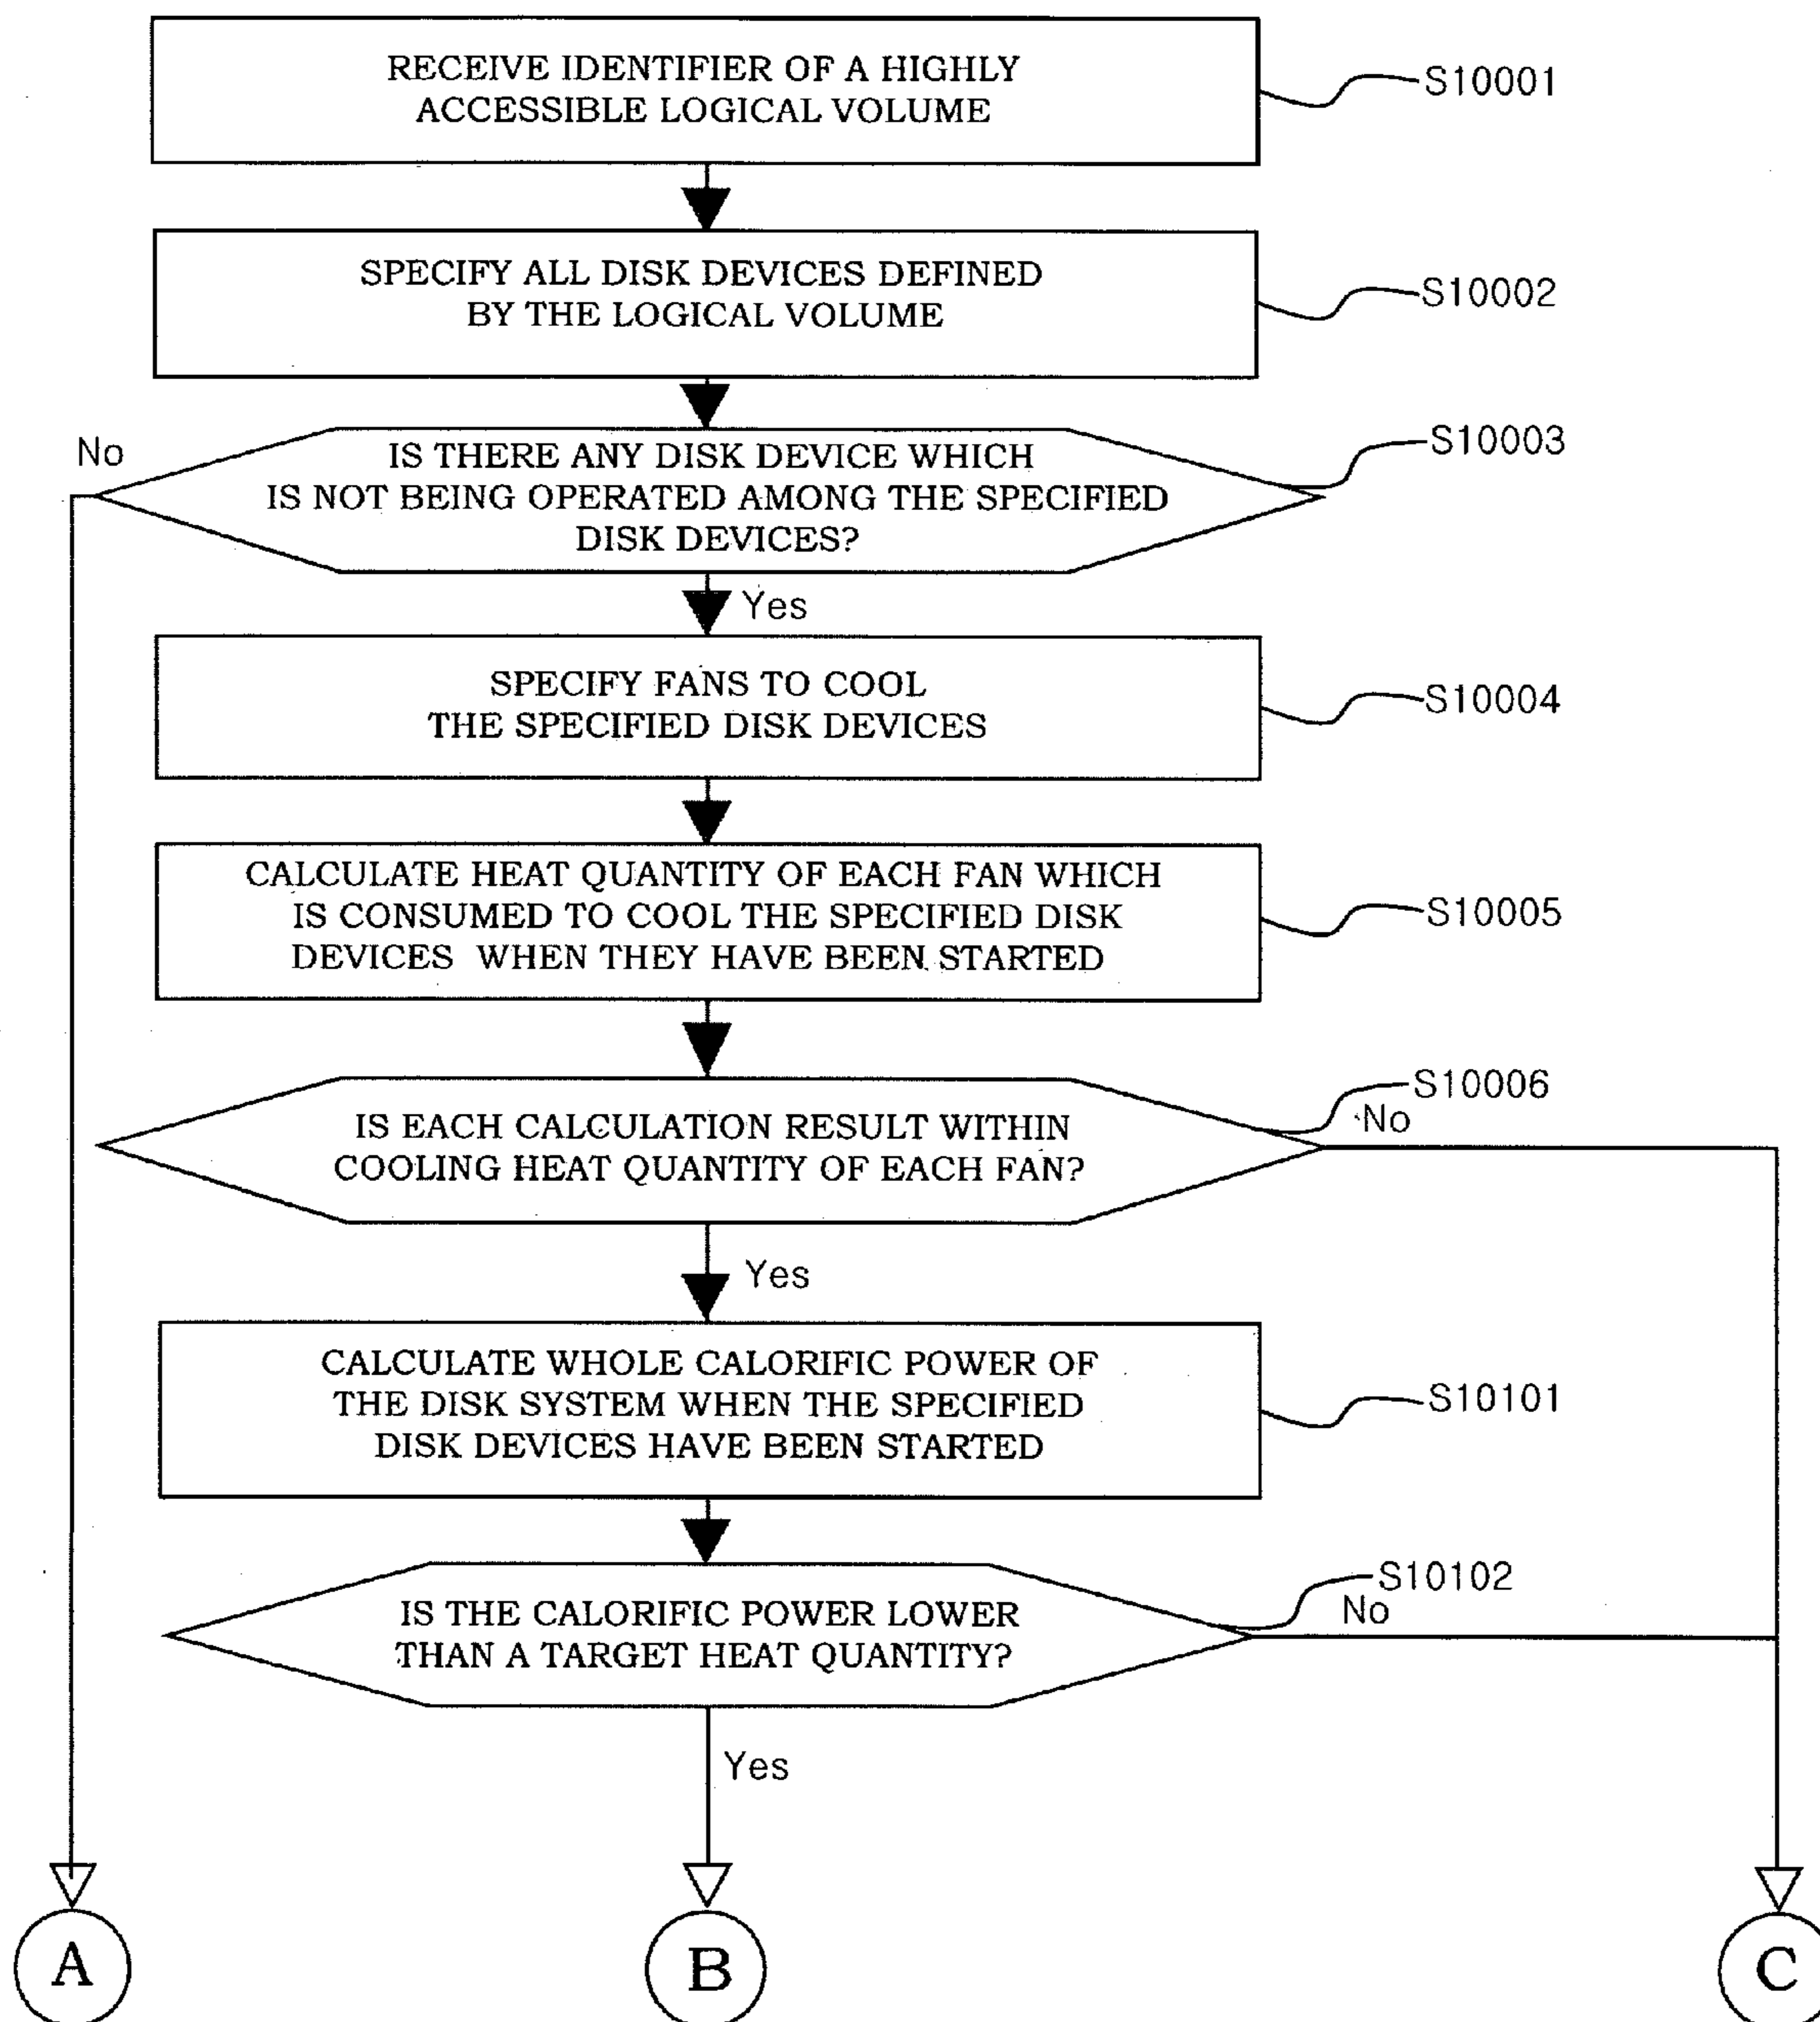 RECEIVE IDENTIFIER OF A HIGHLY
ACCESSIBLE LOGICAL VOLUME
S10001
SPECIFY ALL DISK DEVICES DEFINED
BY THE LOGICAL VOLUME
S10002
No
IS THERE ANY DISK DEVICE WHICH
IS NOT BEING OPERATED AMONG THE SPECIFIED
DISK DEVICES?
S10003
Yes
SPECIFY FANS TO COOL
THE SPECIFIED DISK DEVICES
S10004
CALCULATE HEAT QUANTITY OF EACH FAN WHICH
IS CONSUMED TO COOL THE SPECIFIED DISK
DEVICES WHEN THEY HAVE BEEN STARTED
S10005
IS EACH CALCULATION RESULT WITHIN
COOLING HEAT QUANTITY OF EACH FAN?
S10006
No
Yes
CALCULATE WHOLE CALORIFIC POWER OF
THE DISK SYSTEM WHEN THE SPECIFIED
DISK DEVICES HAVE BEEN STARTED
S10101
IS THE CALORIFIC POWER LOWER
THAN A TARGET HEAT QUANTITY?
S10102
No
Yes
A
B
C